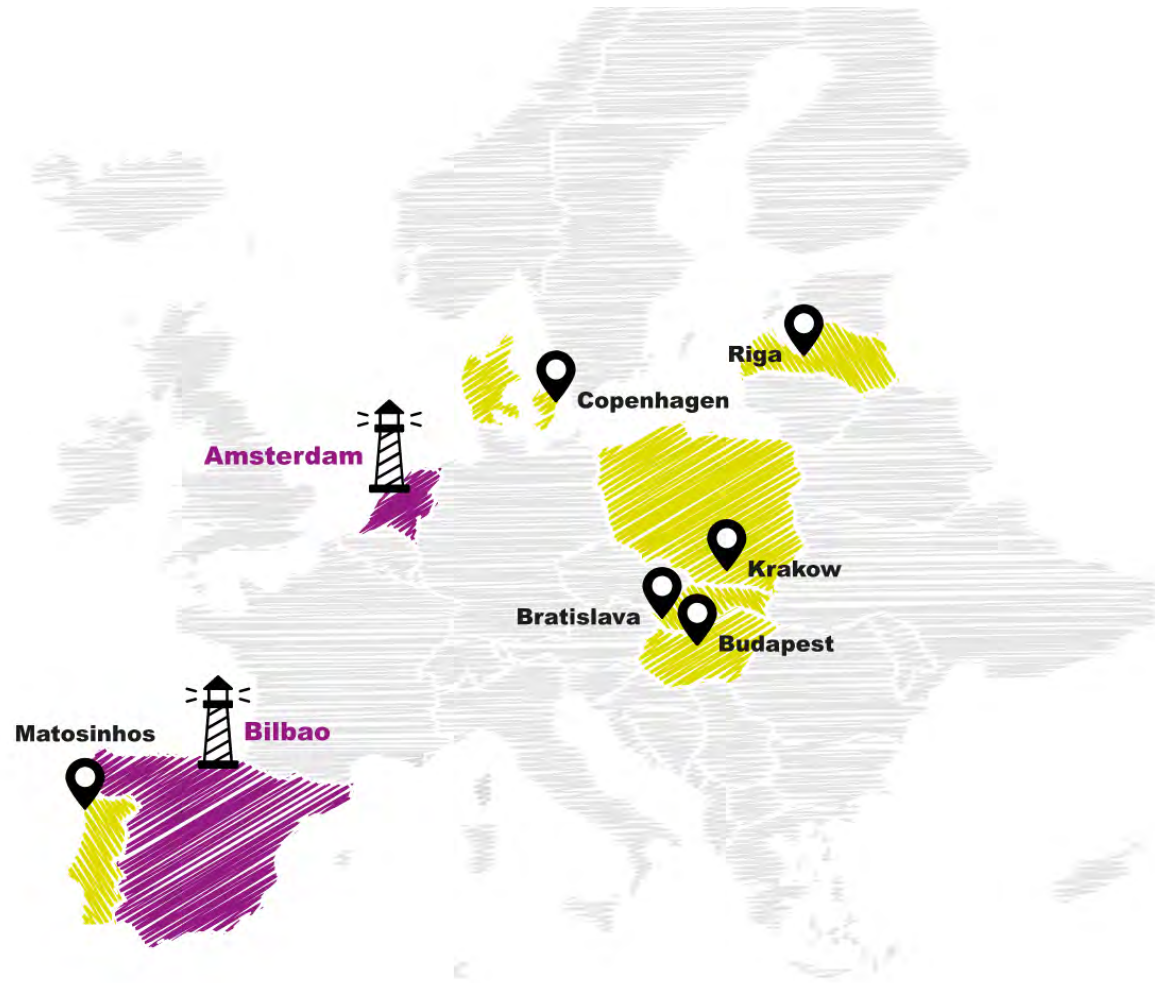 Riga
Copenhagen
Amsterdam
Krakow
Bratislava
Budapest
Bilbao
Matosinhos